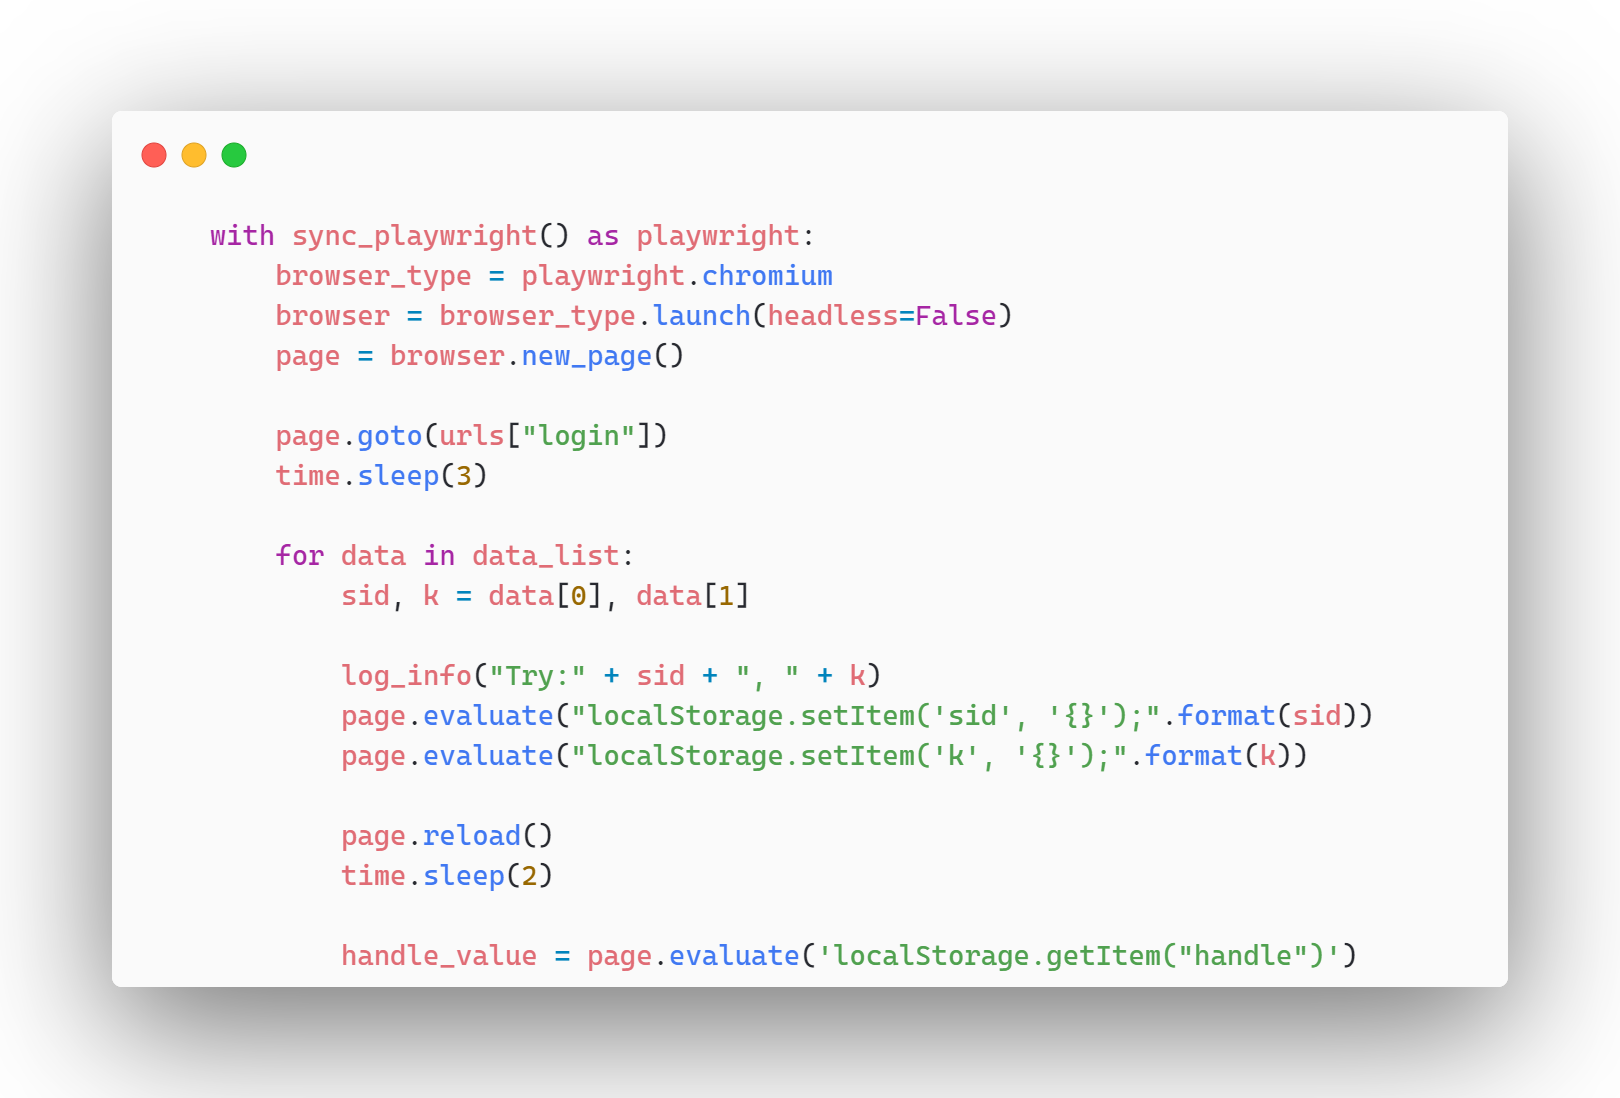 with sync_playwright() as playwright:
    browser_type = playwright.chromium
    browser = browser_type.launch(headless=False)
    page = browser.new_page()

    page.goto(urls["login"])
    time.sleep(3)

    for data in data_list:
        sid, k = data[0], data[1]

        log_info("Try:" + sid + ", " + k)
        page.evaluate("localStorage.setItem('sid', '{}');".format(sid))
        page.evaluate("localStorage.setItem('k', '{}');".format(k))

        page.reload()
        time.sleep(2)

        handle_value = page.evaluate('localStorage.getItem("handle")')